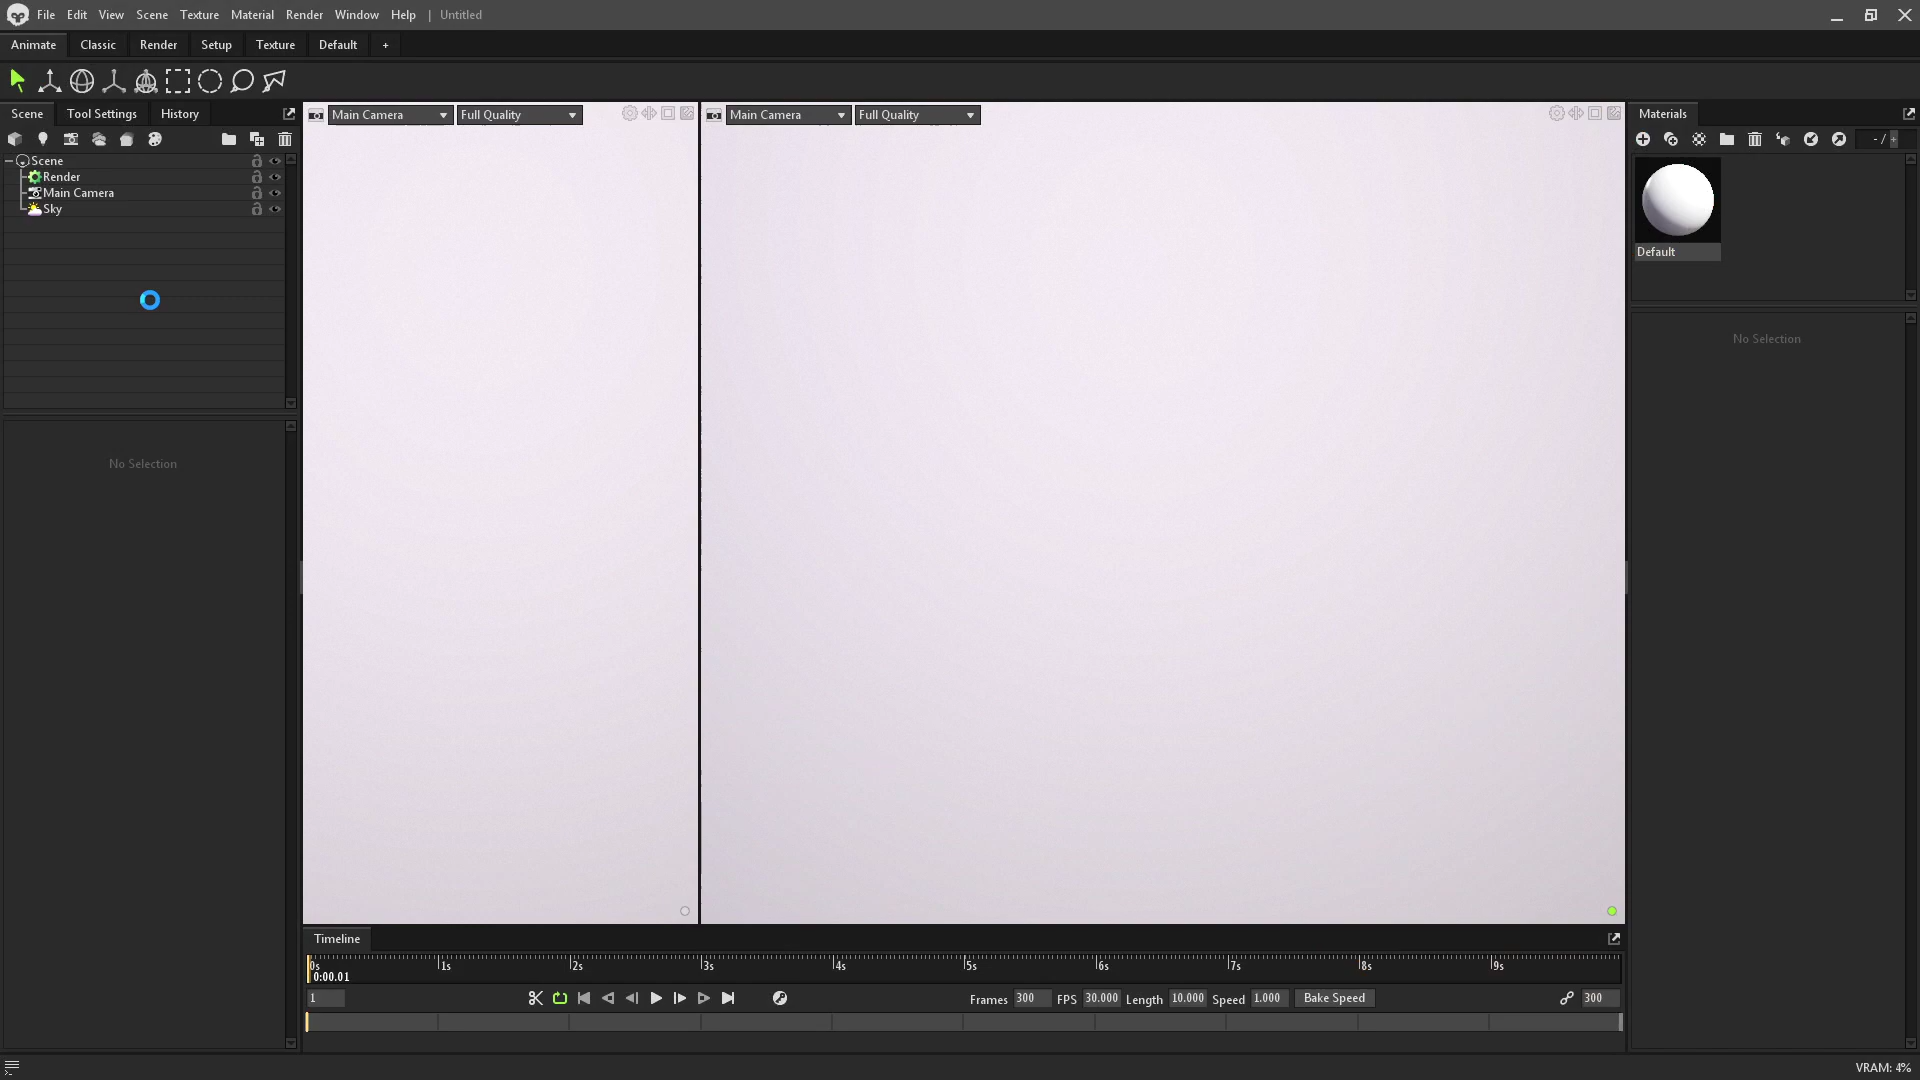 File Edit View Scene Texture Material Render Window Help | Untitled
Animate Classic Render Setup Texture Default +
Scene Tool Settings History
Main Camera Full Quality
Main Camera Full Quality
Materials
- / +
Scene
Render
Main Camera
Sky
Default
No Selection
No Selection
Timeline
0s 1s 2s 3s 4s 5s 6s 7s 8s 9s
0:00.01
1
Frames 300 FPS 30.000 Length 10.000 Speed 1.000 Bake Speed
300
VRAM: 4%